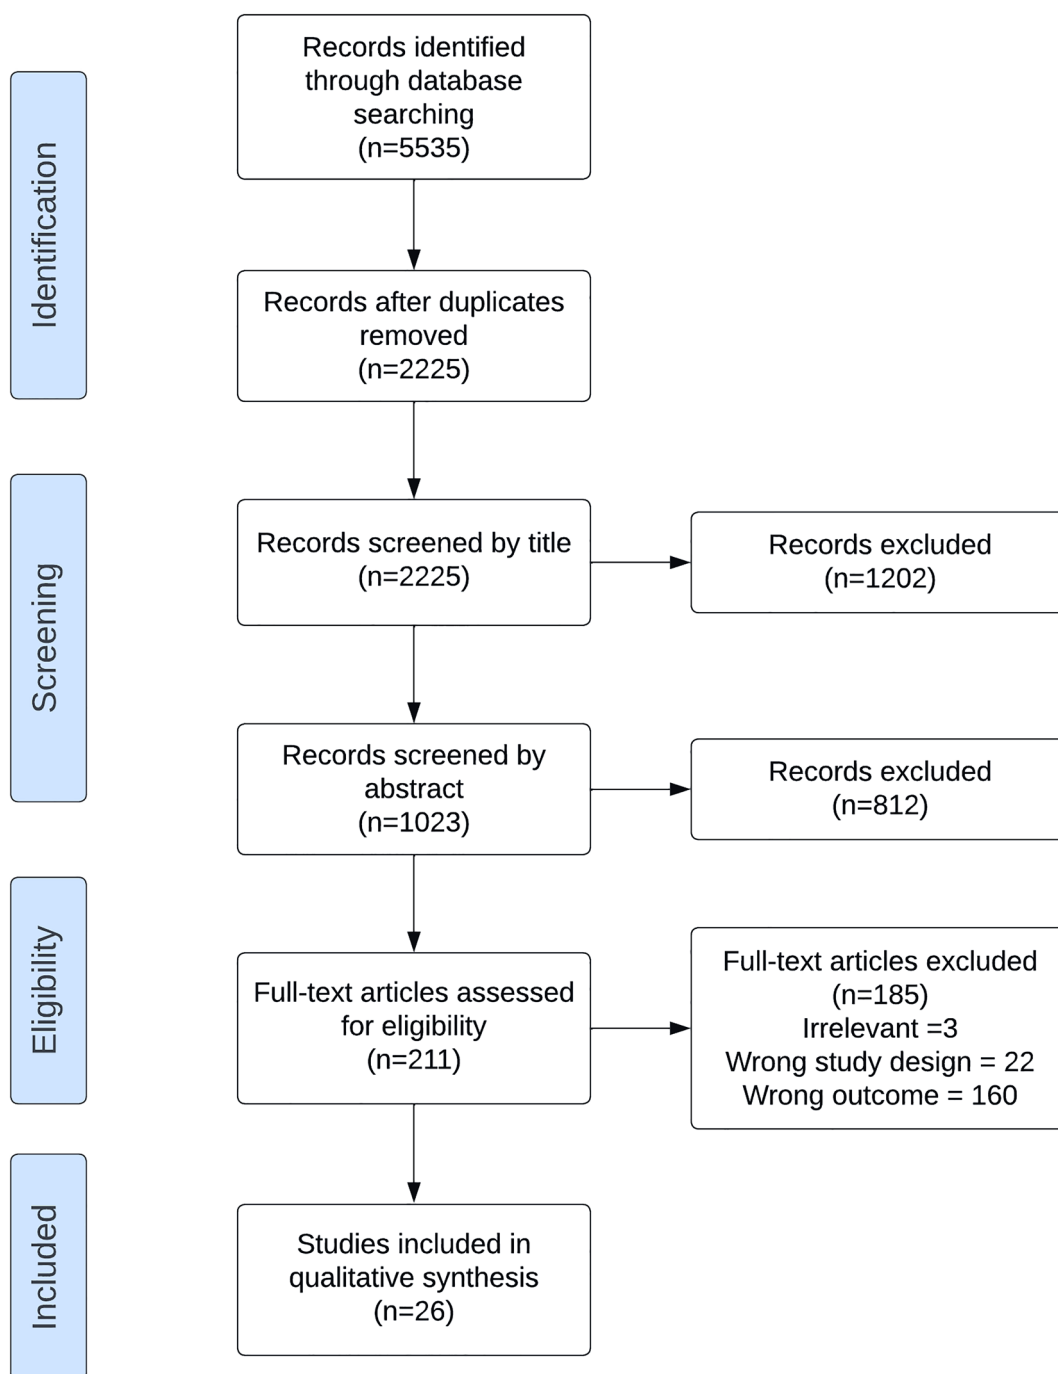 Identification
Records identified
through database
searching
(n=5535)
Records after duplicates
removed
(n=2225)
Screening
Records screened by title
(n=2225)
Records excluded
(n=1202)
Records screened by
abstract
(n=1023)
Records excluded
(n=812)
Eligibility
Full-text articles assessed
for eligibility
(n=211)
Full-text articles excluded
(n=185)
Irrelevant =3
Wrong study design = 22
Wrong outcome = 160
Included
Studies included in
qualitative synthesis
(n=26)